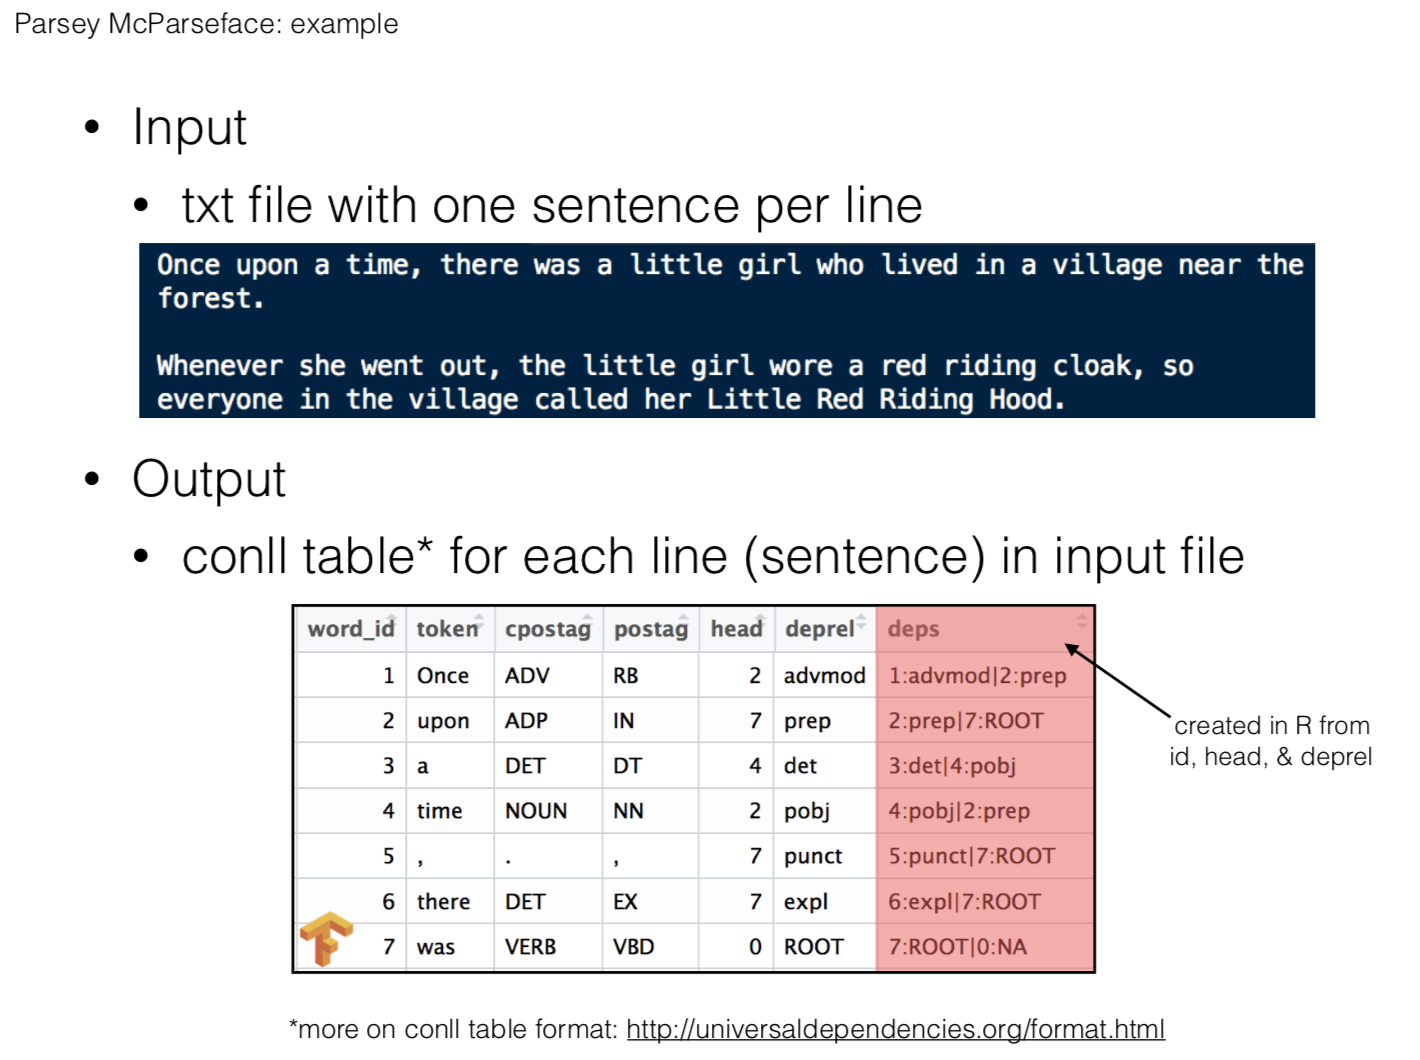 Parsey McParseface: example
• Input
• txt file with one sentence per line
Once upon a time, there was a little girl who lived in a village near the
forest.
Whenever she went out, the little girl wore a red riding cloak, so
everyone in the village called her Little Red Riding Hood.
• Output
• conll table* for each line (sentence) in input file
word_id token cpostag postag head deprel deps
1 Once ADV RB 2 advmod 1:advmod|2:prep
2 upon ADP IN 7 prep 2:prep|7:ROOT
3 a DET DT 4 det 3:det|4:pobj
4 time NOUN NN 2 pobj 4:pobj|2:prep
5 , . , 7 punct 5:punct|7:ROOT
6 there DET EX 7 expl 6:expl|7:ROOT
7 was VERB VBD 0 ROOT 7:ROOT|0:NA
created in R from
id, head, & deprel
*more on conll table format: http://universaldependencies.org/format.html